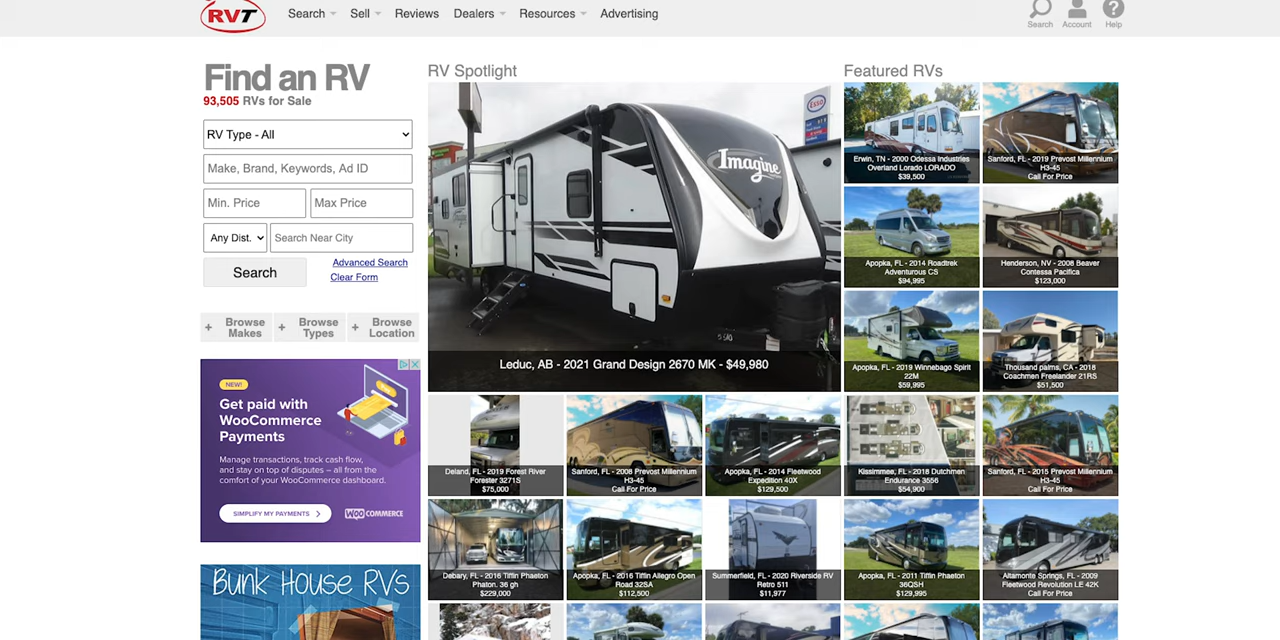 RVT
Search
Sell
Reviews
Dealers
Resources
Advertising
Search
Account
Help
Find an RV
93,505 RVs for Sale
RV Type - All
Make, Brand, Keywords, Ad ID
Min. Price
Max Price
Any Dist.
Search Near City
Search
Advanced Search
Clear Form
+ Browse Makes
+ Browse Types
+ Browse Location
NEW!
Get paid with
WooCommerce
Payments
Manage transactions, track cash flow,
and stay on top of disputes – all from the
comfort of your WooCommerce dashboard.
SIMPLIFY MY PAYMENTS
WOO COMMERCE
Bunk House RVs
RV Spotlight
Esso
Imagine
Imagine
Leduc, AB - 2021 Grand Design 2670 MK - $49,980
Featured RVs
Erwin, TN - 2000 Odessa Industries
Overland Lorado LORADO
$39,500
Sanford, FL - 2019 Prevost Millennium
H3-45
Call For Price
Apopka, FL - 2014 Roadtrek
Adventurous CS
$94,995
Henderson, NV - 2008 Beaver
Contessa Pacifica
$123,000
Apopka, FL - 2019 Winnebago Spirit
22M
$59,995
Thousand palms, CA - 2018
Coachmen Freelander 21RS
$51,500
Deland, FL - 2019 Forest River
Forester 3271S
$75,000
Sanford, FL - 2008 Prevost Millennium
H3-45
Call For Price
Apopka, FL - 2014 Fleetwood
Expedition 40X
$129,500
Kissimmee, FL - 2018 Dutchmen
Endurance 3556
$54,900
Sanford, FL - 2015 Prevost Millennium
H3-45
Call For Price
Debary, FL - 2016 Tiffin Phaeton
Phaton. 36 gh
$229,000
Apopka, FL - 2016 Tiffin Allegro Open
Road 32SA
$112,500
Summerfield, FL - 2020 Riverside RV
Retro 511
$11,977
Apopka, FL - 2011 Tiffin Phaeton
36QSH
$129,995
Altamonte Springs, FL - 2009
Fleetwood Revolution LE 42K
Call For Price